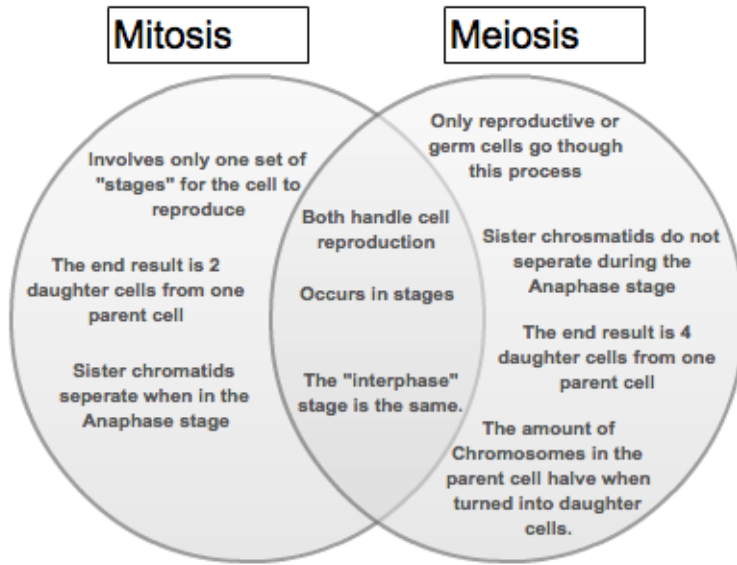 Mitosis
Involves only one set of
"stages" for the cell to
reproduce
The end result is 2
daughter cells from one
parent cell
Sister chromatids
seperate when in the
Anaphase stage
Both handle cell
reproduction
Occurs in stages
The "interphase"
stage is the same.
Meiosis
Only reproductive or
germ cells go though
this process
Sister chrosmatids do not
seperate during the
Anaphase stage
The end result is 4
daughter cells from one
parent cell
The amount of
Chromosomes in the
parent cell halve when
turned into daughter
cells.